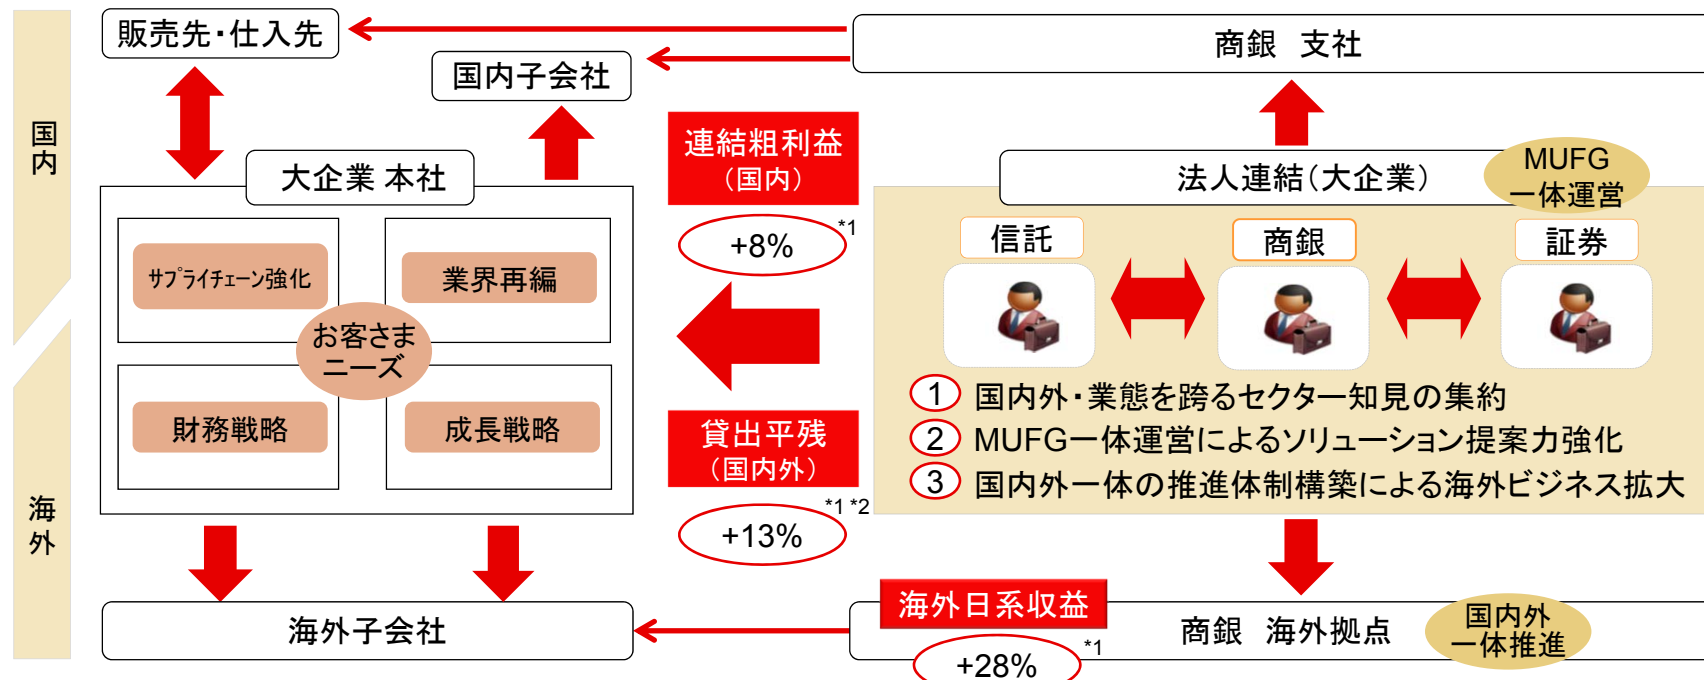 国内
海外
販売先・仕入先
国内子会社
商銀 支社
大企業 本社
連結粗利益
（国内）
+8%
*1
法人連結（大企業）
MUFG
一体運営
信託
商銀
証券
サプライチェーン強化
業界再編
お客さま
ニーズ
財務戦略
成長戦略
貸出平残
（国内外）
+13%
*1 *2
1 国内外・業態を跨るセクター知見の集約
2 MUFG一体運営によるソリューション提案力強化
3 国内外一体の推進体制構築による海外ビジネス拡大
海外子会社
海外日系収益
+28%
*1
商銀 海外拠点
国内外
一体推進